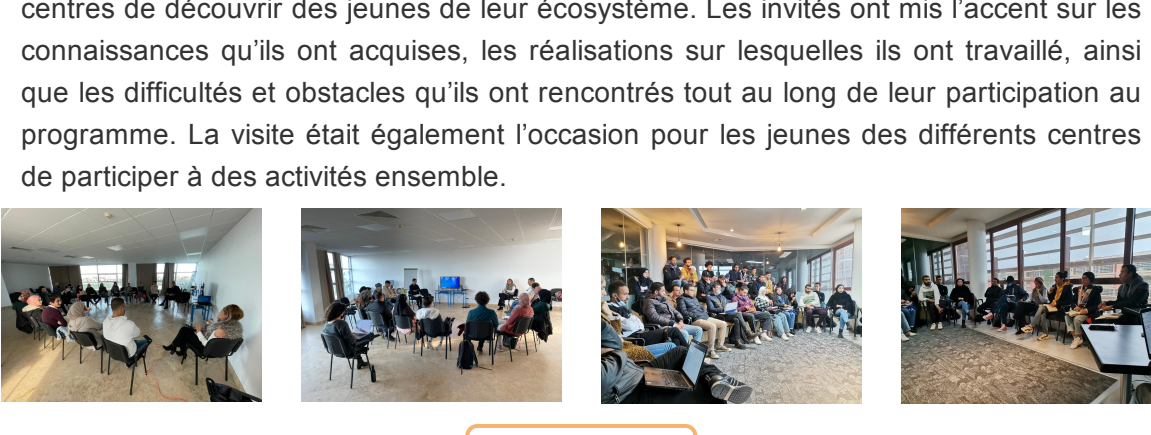 centres de découvrir des jeunes de leur écosystème. Les invités ont mis l’accent sur les
connaissances qu’ils ont acquises, les réalisations sur lesquelles ils ont travaillé, ainsi
que les difficultés et obstacles qu’ils ont rencontrés tout au long de leur participation au
programme. La visite était également l’occasion pour les jeunes des différents centres
de participer à des activités ensemble.